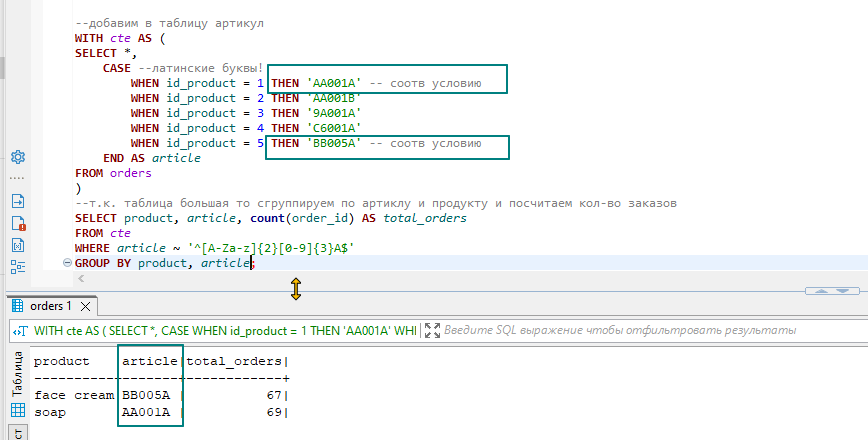 --добавим в таблицу артикул
WITH cte AS (
SELECT *,
CASE --латинские буквы!
WHEN id_product = 1 THEN 'AA001A' -- соотв условию
WHEN id_product = 2 THEN 'AA001B'
WHEN id_product = 3 THEN '9A001A'
WHEN id_product = 4 THEN 'C6001A'
WHEN id_product = 5 THEN 'BB005A' -- соотв условию
END AS article
FROM orders
)
--т.к. таблица большая то сгруппируем по артиклу и продукту и посчитаем кол-во заказов
SELECT product, article, count(order_id) AS total_orders
FROM cte
WHERE article ~ '^[A-Za-z]{2}[0-9]{3}A$'
GROUP BY product, article;
orders 1
WITH cte AS ( SELECT *, CASE WHEN id_product = 1 THEN 'AA001A' WHI
Введите SQL выражение чтобы отфильтровать результаты
Таблица
product |article|total_orders|
-----------+-------+------------+
face cream|BB005A | 67|
soap |AA001A | 69|
ст